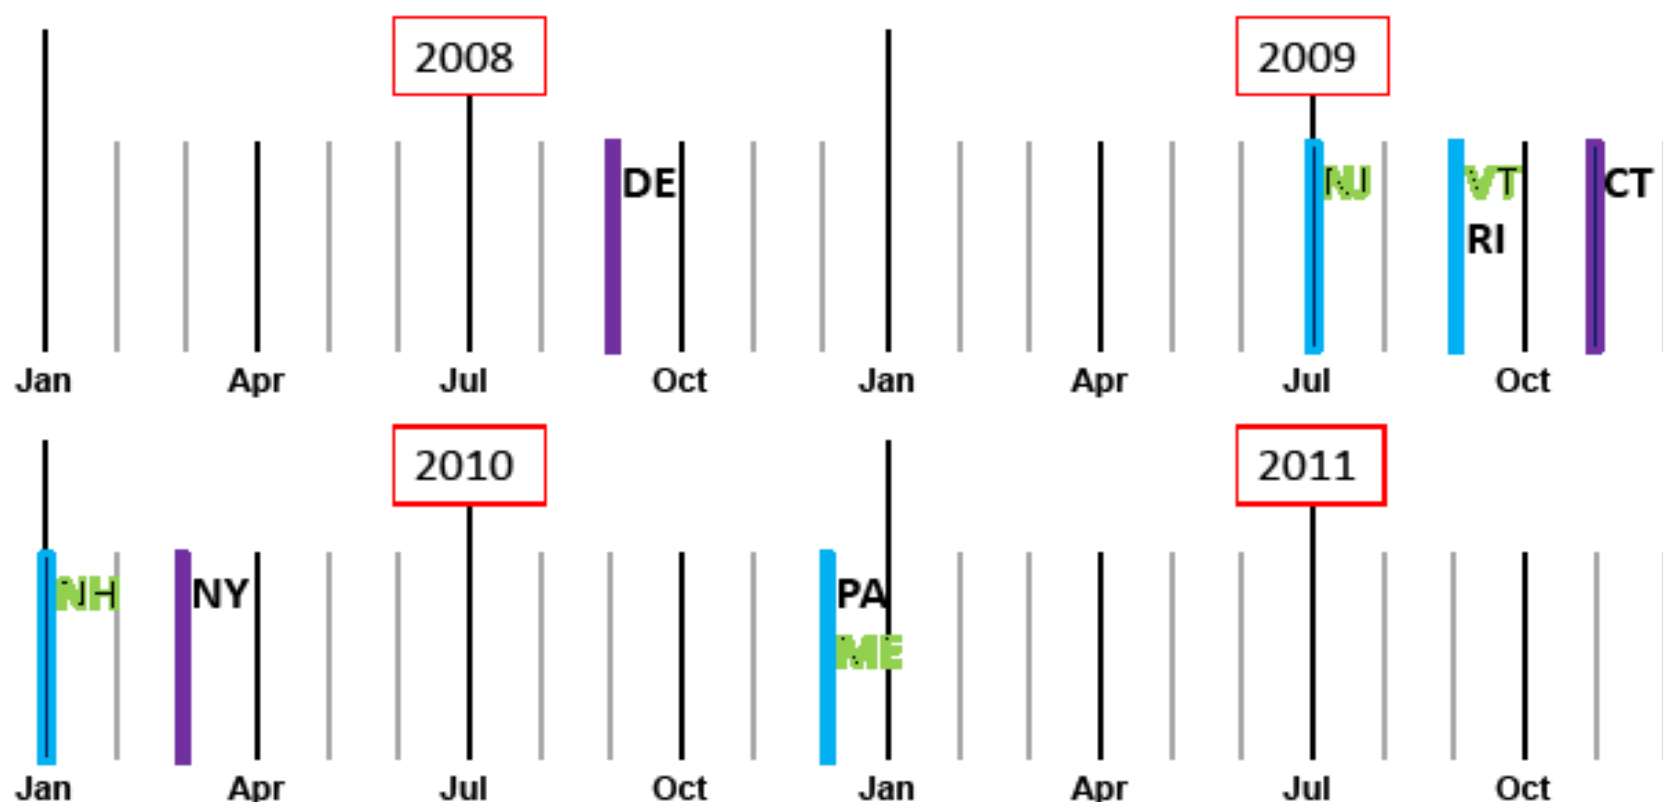 2008 2009
DE NJ VT CT
RI
Jan Apr Jul Oct Jan Apr Jul Oct
2010 2011
NH NY PA
ME
Jan Apr Jul Oct Jan Apr Jul Oct